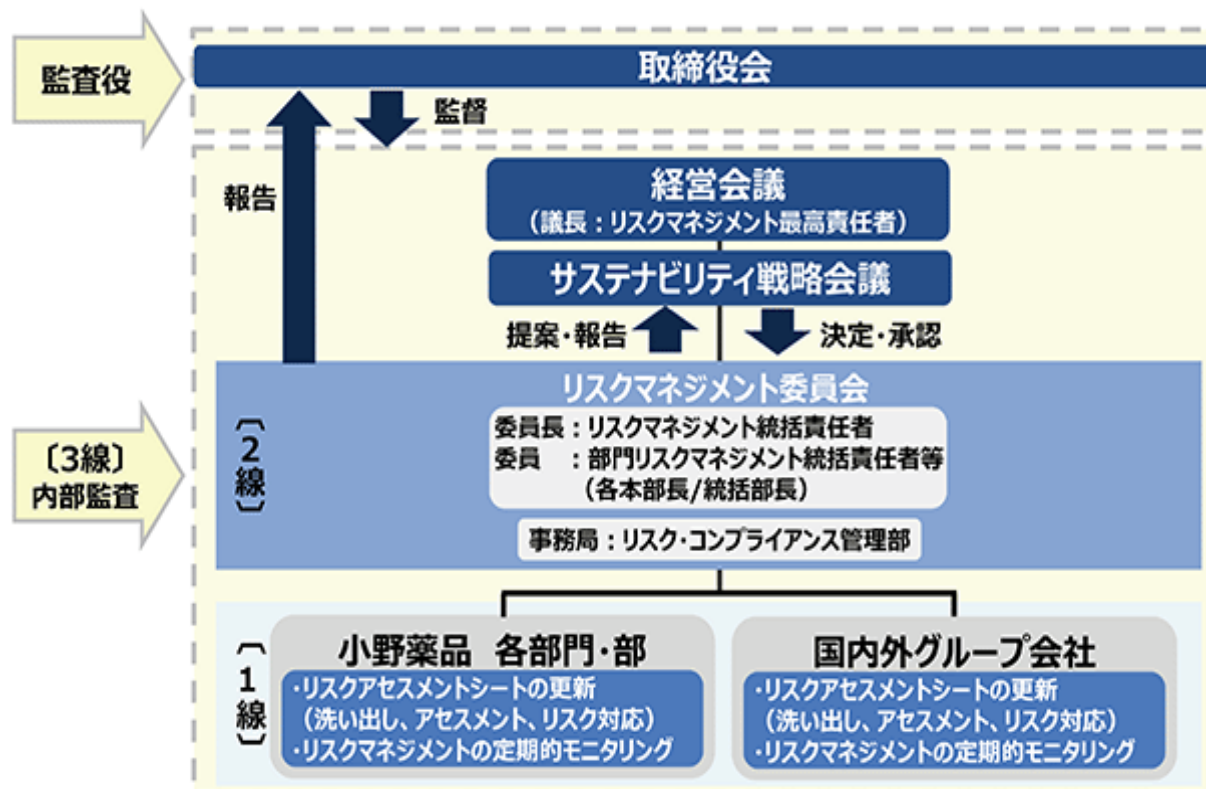 監査役
取締役会
監督
報告
経営会議
（議長：リスクマネジメント最高責任者）
サステナビリティ戦略会議
提案・報告
決定・承認
リスクマネジメント委員会
〔2線〕
委員長：リスクマネジメント統括責任者
委員　：部門リスクマネジメント統括責任者等
（各本部長/統括部長）
事務局：リスク・コンプライアンス管理部
〔3線〕
内部監査
〔1線〕
小野薬品　各部門・部
・リスクアセスメントシートの更新
（洗い出し、アセスメント、リスク対応）
・リスクマネジメントの定期的モニタリング
国内外グループ会社
・リスクアセスメントシートの更新
（洗い出し、アセスメント、リスク対応）
・リスクマネジメントの定期的モニタリング